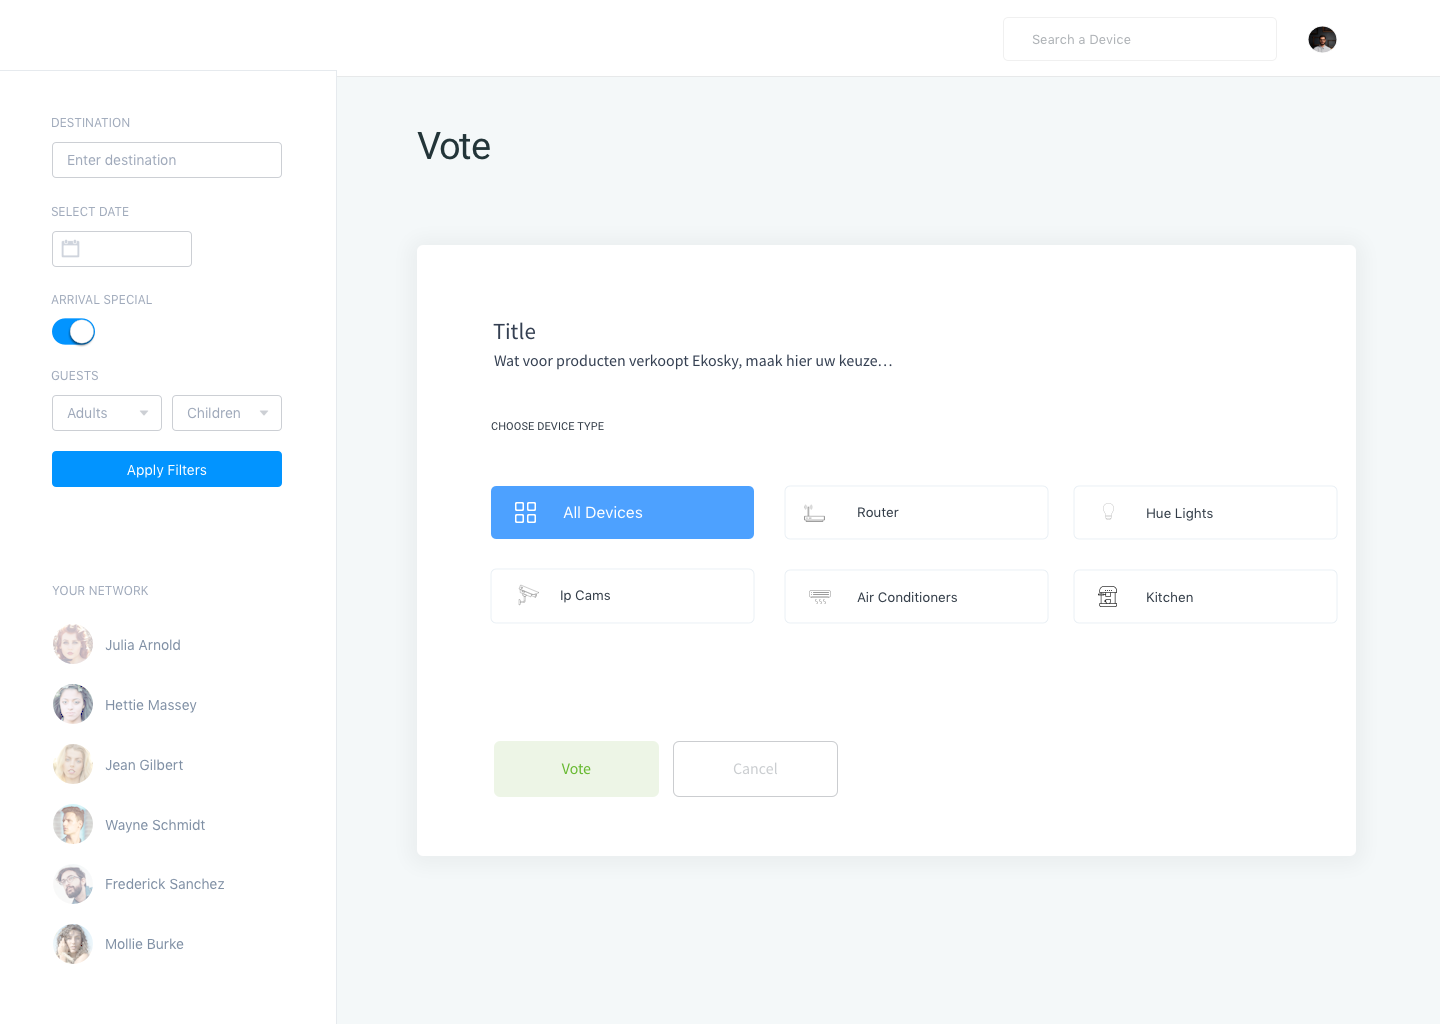 Search a Device
DESTINATION
Enter destination
SELECT DATE
ARRIVAL SPECIAL
GUESTS
Adults
Children
Apply Filters
YOUR NETWORK
Julia Arnold
Hettie Massey
Jean Gilbert
Wayne Schmidt
Frederick Sanchez
Mollie Burke
Vote
Title
Wat voor producten verkoopt Ekosky, maak hier uw keuze...
CHOOSE DEVICE TYPE
All Devices
Router
Hue Lights
Ip Cams
Air Conditioners
Kitchen
Vote
Cancel